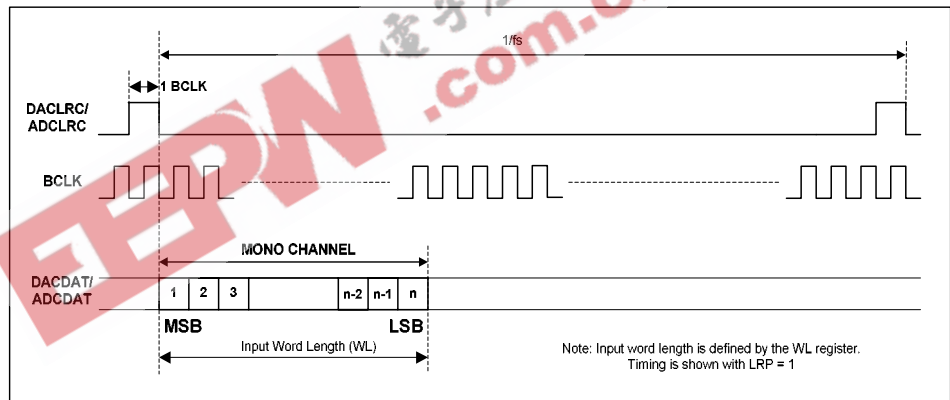 1/fs
1 BCLK
DACLRC/
ADCLRC
BCLK
MONO CHANNEL
DACDAT/
ADCDAT
1 2 3 n-2 n-1 n
MSB LSB
Input Word Length (WL)
Note: Input word length is defined by the WL register.
Timing is shown with LRP = 1
EEPW
.com.c
電子